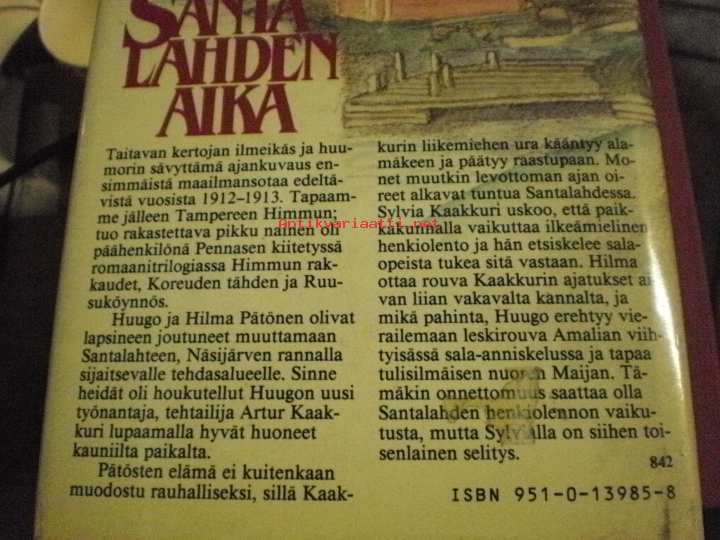 SANTA
LAHDEN
AIKA
Taitavan kertojan ilmeikäs ja huu-
morin sävyttämä ajankuvaus en-
simmäistä maailmansotaa edeltä-
vistä vuosista 1912–1913. Tapaam-
me jälleen Tampereen Himmun;
tuo rakastettava pikku nainen oli
päähenkilönä Pennasen kiitetyssä
romaanitrilogiassa Himmun rak-
kaudet, Koreuden tähden ja Ruu-
suköynnös.
Huugo ja Hilma Pätönen olivat
lapsineen joutuneet muuttamaan
Santalahteen, Näsijärven rannalla
sijaitsevalle tehdasalueelle. Sinne
heidät oli houkutellut Huugon uusi
työnantaja, tehtailija Artur Kaak-
kuri lupaamalla hyvät huoneet
kauniilta paikalta.
Pätösten elämä ei kuitenkaan
muodostu rauhalliseksi, sillä Kaak-
kurin liikemiehen ura kääntyy ala-
mäkeen ja päätyy raastupaan. Mo-
net muutkin levottoman ajan oi-
reet alkavat tuntua Santalahdessa.
Sylvia Kaakkuri uskoo, että paik-
kakunnalla vaikuttaa ilkeämielinen
henkiolento ja hän etsiskelee sala-
opeista tukea sitä vastaan. Hilma
ottaa rouva Kaakkurin ajatukset ai-
van liian vakavalta kannalta, ja
mikä pahinta, Huugo erehtyy vie-
railemaan leskirouva Amalian viih-
tyisässä sala-anniskelussa ja tapaa
tulisilmäisen nuoren Maijan. Tä-
mäkin onnettomuus saattaa olla
Santalahden henkiolennon vaiku-
tusta, mutta Sylvialla on siihen toi-
senlainen selitys.
842
ISBN 951-0-13985-8
Antikvariaatti.net